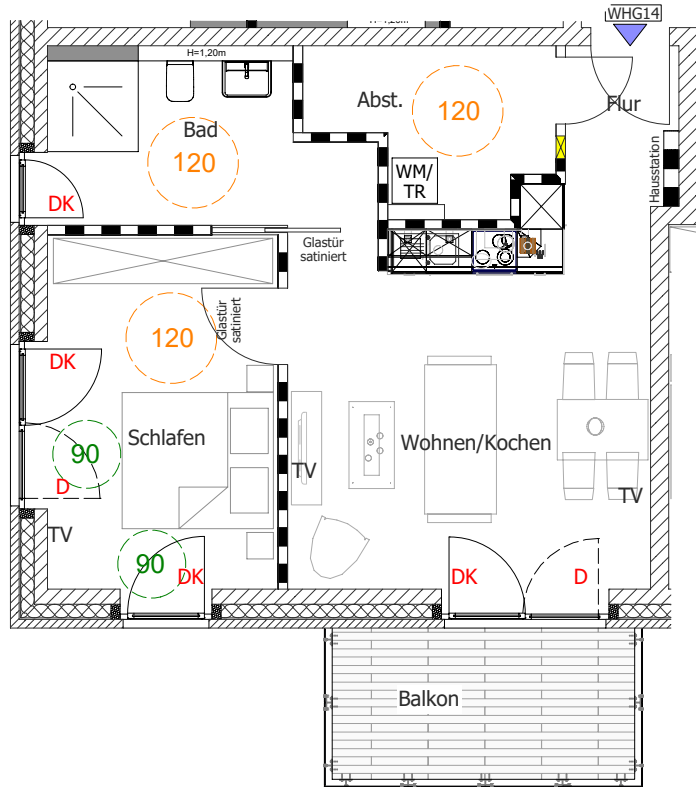 WHG14
H=1,20m
Abst.
Flur
Bad
120
120
WM/
TR
Hausstation
DK
Glastür
satiniert
Glastür
satiniert
120
DK
Schlafen
Wohnen/Kochen
90
D
TV
TV
TV
90
DK
DK
D
Balkon